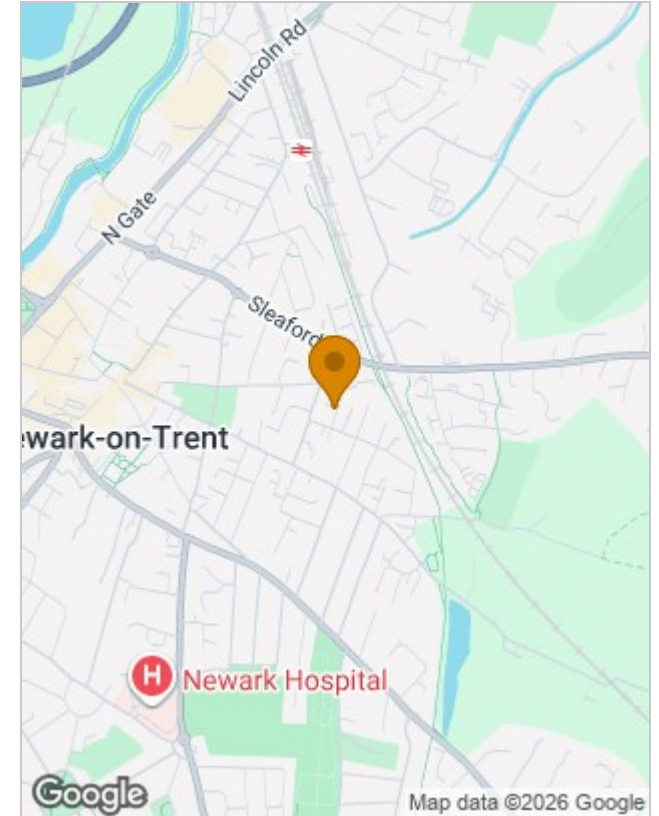 Lincoln Rd
N Gate
Sleaford
ewark-on-Trent
H
Newark Hospital
Google
Map data ©2026 Google